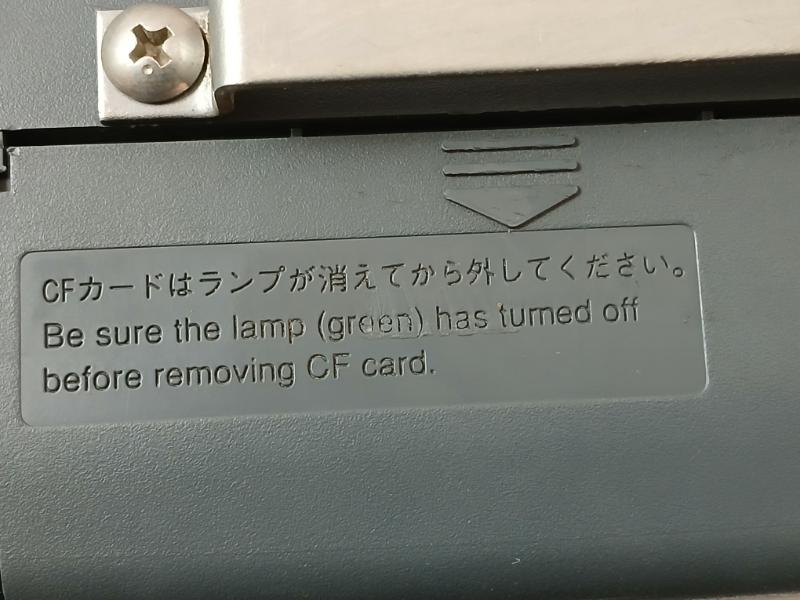 CFカードはランプが消えてから外してください。
Be sure the lamp (green) has turned off
before removing CF card.